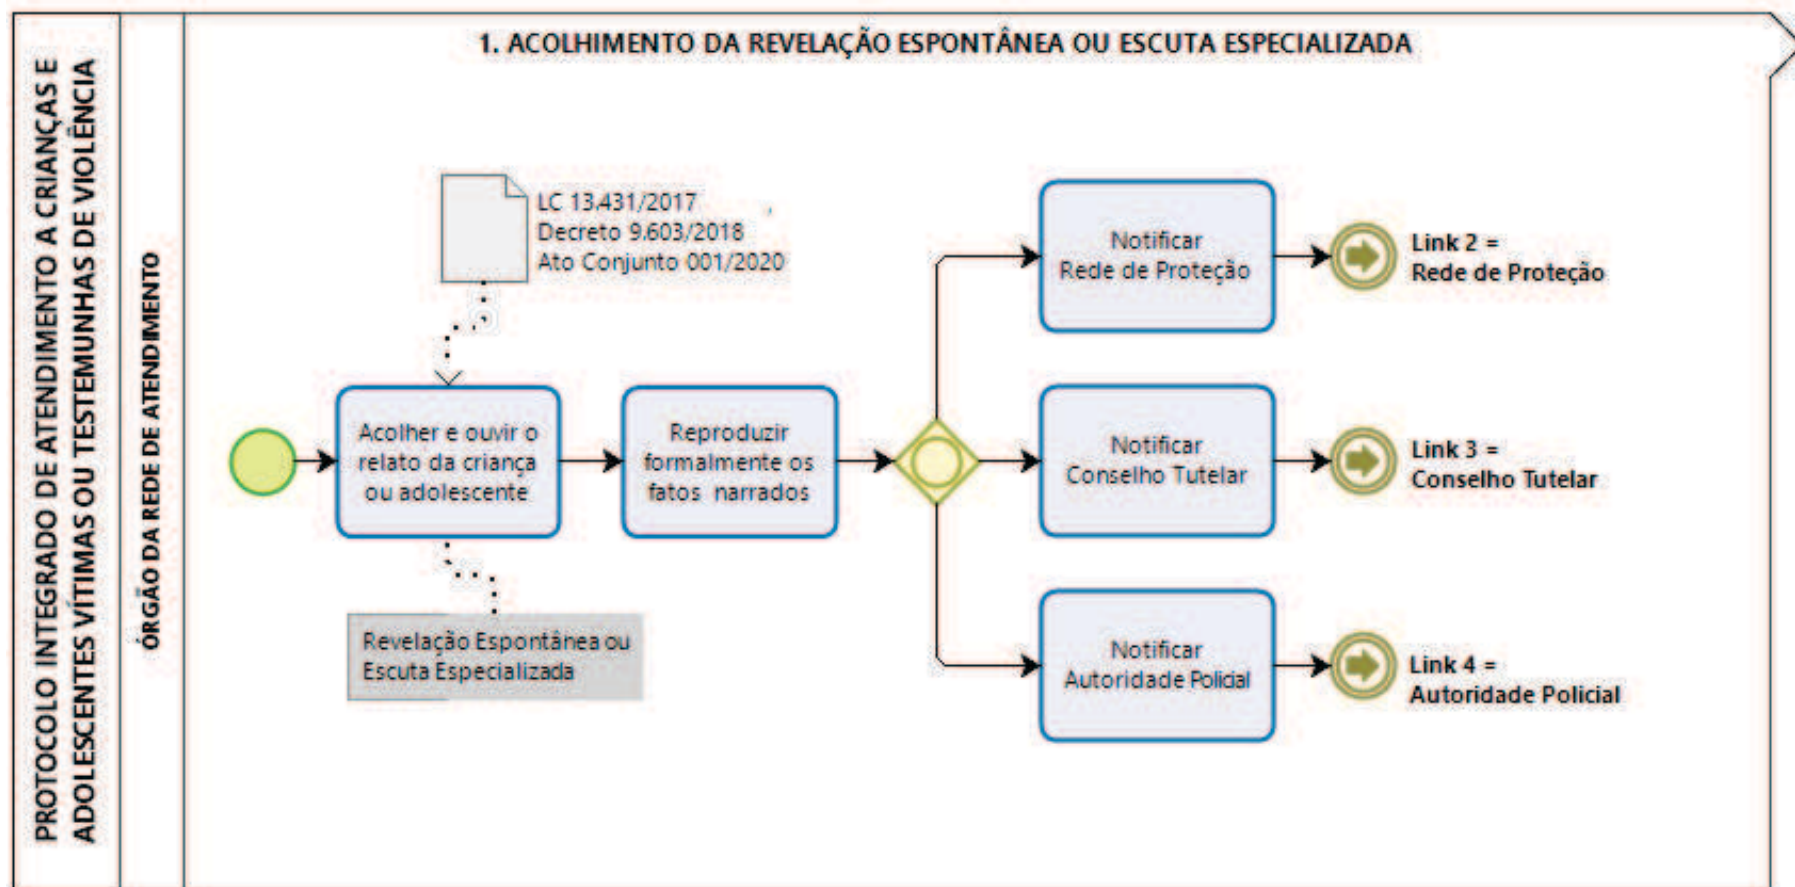 PROTOCOLO INTEGRADO DE ATENDIMENTO A CRIANÇAS E
ADOLESCENTES VÍTIMAS OU TESTEMUNHAS DE VIOLÊNCIA
ÓRGÃO DA REDE DE ATENDIMENTO
1. ACOLHIMENTO DA REVELAÇÃO ESPONTÂNEA OU ESCUTA ESPECIALIZADA
LC 13.431/2017 ,
Decreto 9.603/2018
Ato Conjunto 001/2020
Acolher e ouvir o
relato da criança
ou adolescente
Revelação Espontânea ou
Escuta Especializada
Reproduzir
formalmente os
fatos narrados
Notificar
Rede de Proteção
Link 2 =
Rede de Proteção
Notificar
Conselho Tutelar
Link 3 =
Conselho Tutelar
Notificar
Autoridade Policial
Link 4 =
Autoridade Policial